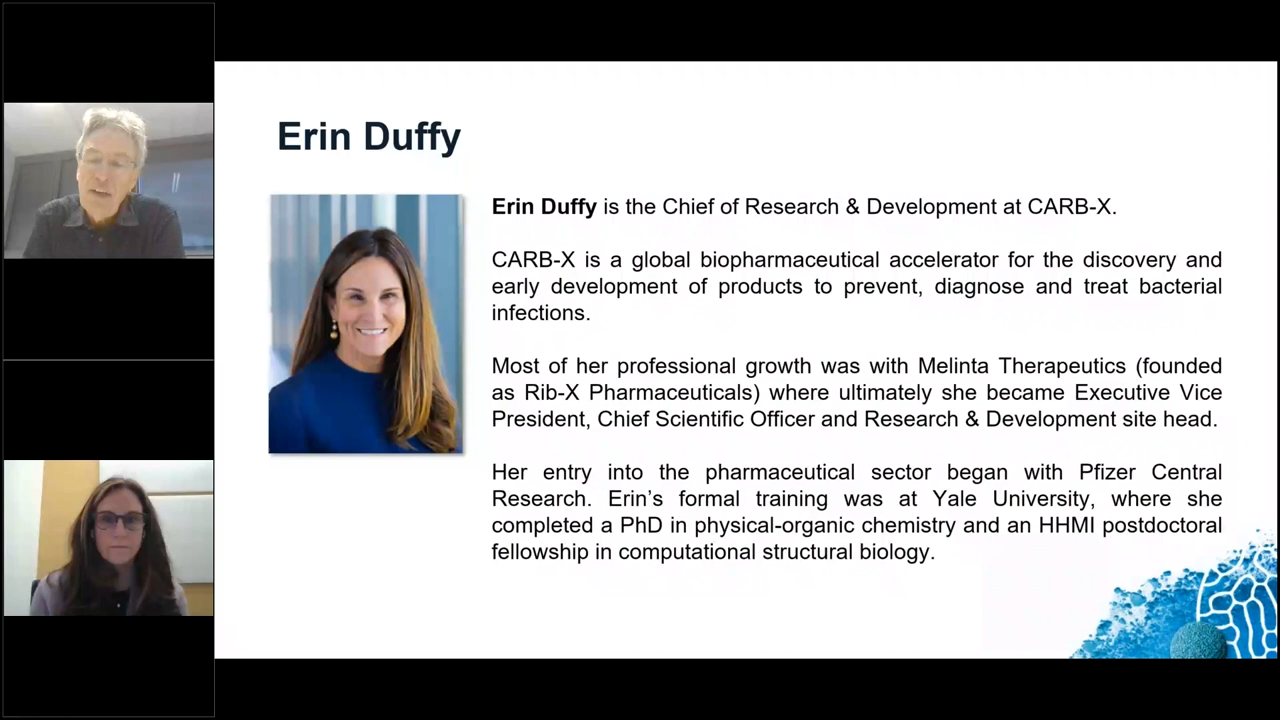 Erin Duffy
Erin Duffy is the Chief of Research & Development at CARB-X.
CARB-X is a global biopharmaceutical accelerator for the discovery and
early development of products to prevent, diagnose and treat bacterial
infections.
Most of her professional growth was with Melinta Therapeutics (founded
as Rib-X Pharmaceuticals) where ultimately she became Executive Vice
President, Chief Scientific Officer and Research & Development site head.
Her entry into the pharmaceutical sector began with Pfizer Central
Research. Erin’s formal training was at Yale University, where she
completed a PhD in physical-organic chemistry and an HHMI postdoctoral
fellowship in computational structural biology.